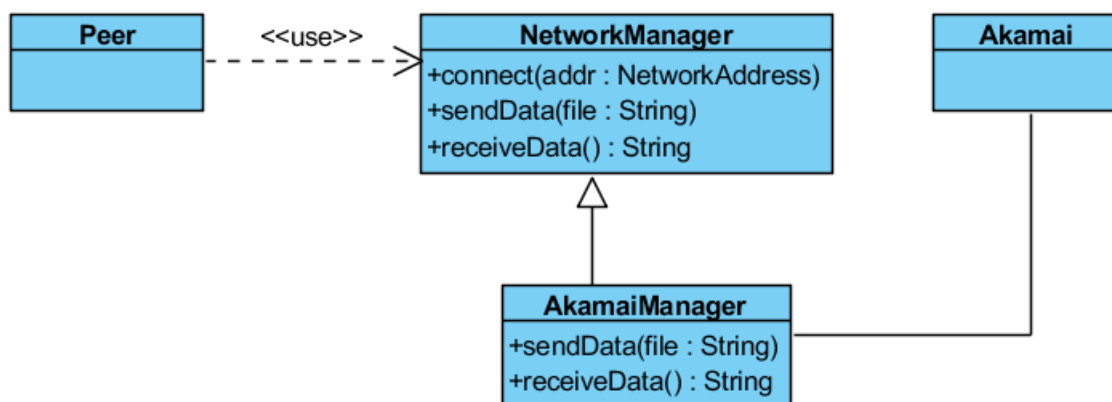 Peer
<<use>>
NetworkManager
+connect(addr : NetworkAddress)
+sendData(file : String)
+receiveData() : String
Akamai
AkamaiManager
+sendData(file : String)
+receiveData() : String